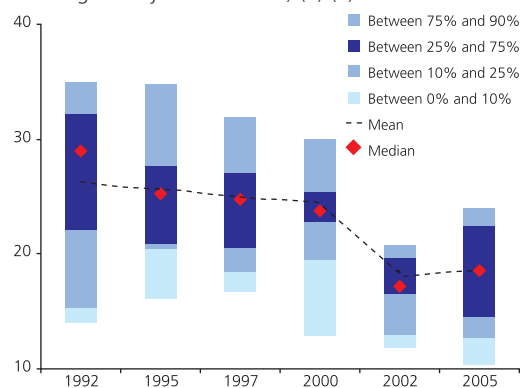 40
Between 75% and 90%
Between 25% and 75%
Between 10% and 25%
Between 0% and 10%
Mean
Median
30
20
10
1992 1995 1997 2000 2002 2005